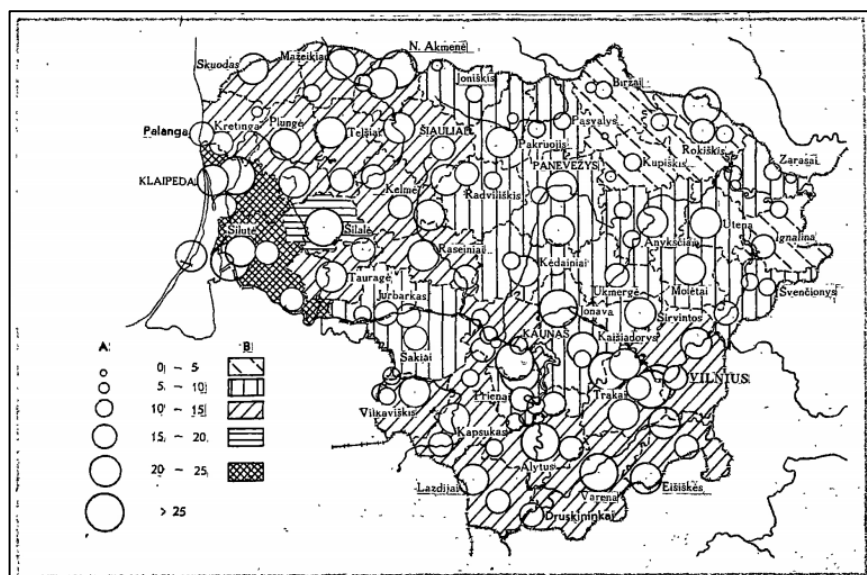 N. Akmenė
Mažeikiai
Skuodas
Joniškis
Biržai
Palanga
Kretinga
Plungė
Telšiai
ŠIAULIAI
Pakruojis
Pasvalys
Rokiškis
PANEVĖŽYS
Kupiškis
Zarasai
KLAIPEDA
Kelmė
Radviliškis
Šilutė
Šilalė
Raseiniai
Anykščiai
Utena
Ignalina
Kėdainiai
Tauragė
Ukmergė
Molėtai
Švenčionys
Jurbarkas
Jonava
Širvintos
KAUNAS
Kaišiadorys
Šakiai
VILNIUS
Prienai
Trakai
Vilkaviškis
Kapsukas
Alytus
Lazdijai
Varėna
Eišiškės
Druskininkai
A B
0 - 5
5 - 10
10 - 15
15 - 20
20 - 25
> 25